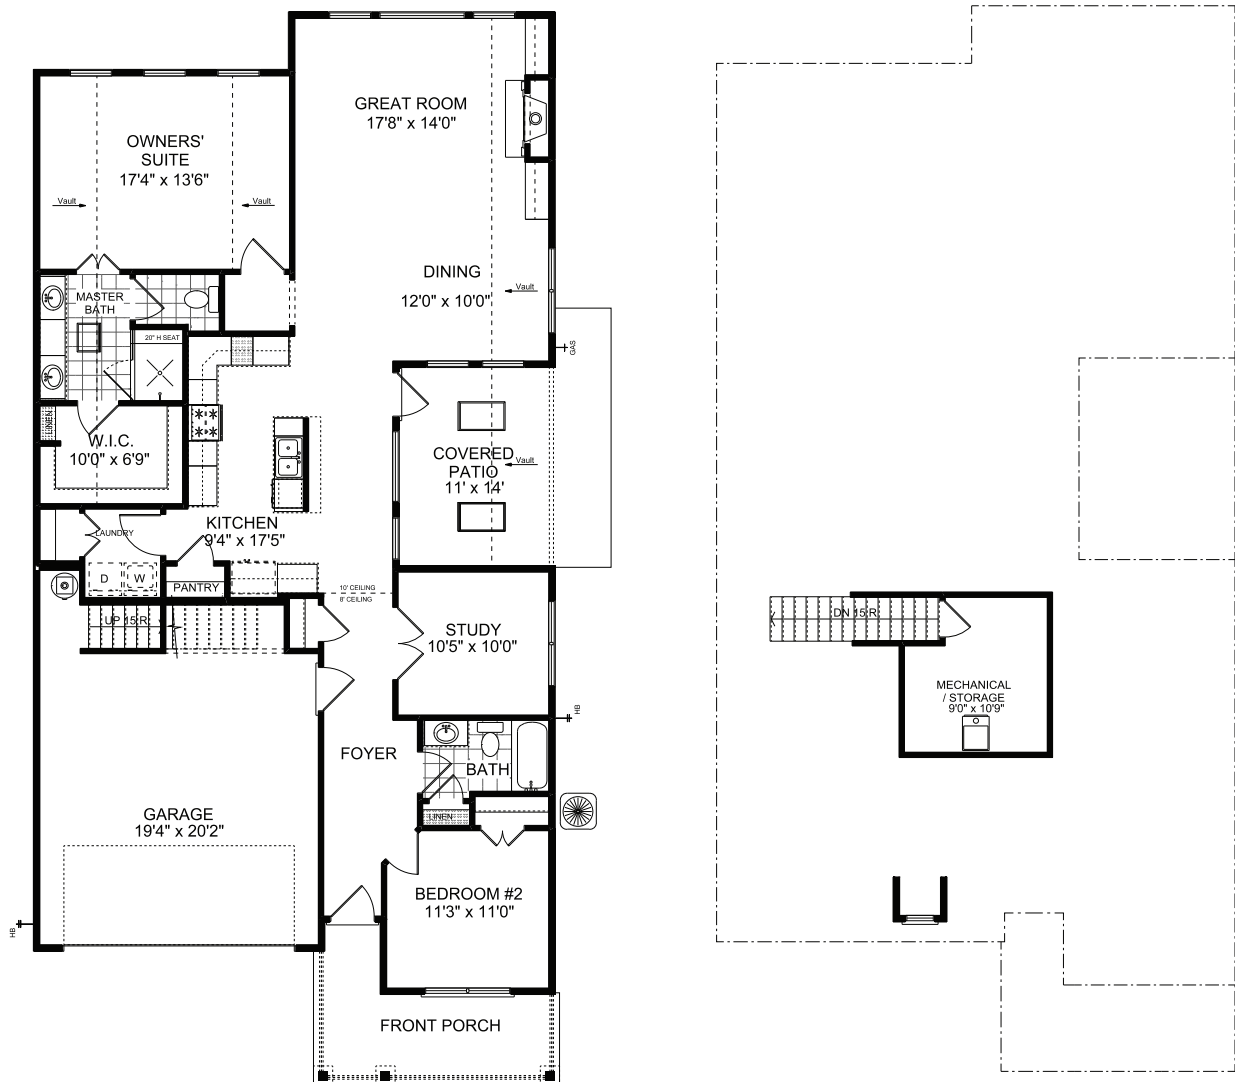 GREAT ROOM
17'8" x 14'0"
OWNERS'
SUITE
17'4" x 13'6"
Vault
Vault
DINING
12'0" x 10'0"
Vault
MASTER
BATH
20" H SEAT
GAS
LINEN
W.I.C.
10'0" x 6'9"
COVERED
PATIO
11' x 14'
Vault
KITCHEN
9'4" x 17'5"
LAUNDRY
D
W
PANTRY
10' CEILING
8' CEILING
UP 15 R
STUDY
10'5" x 10'0"
HB
FOYER
BATH
LINEN
GARAGE
19'4" x 20'2"
BEDROOM #2
11'3" x 11'0"
HB
FRONT PORCH
DN 15 R
MECHANICAL
/ STORAGE
9'0" x 10'9"